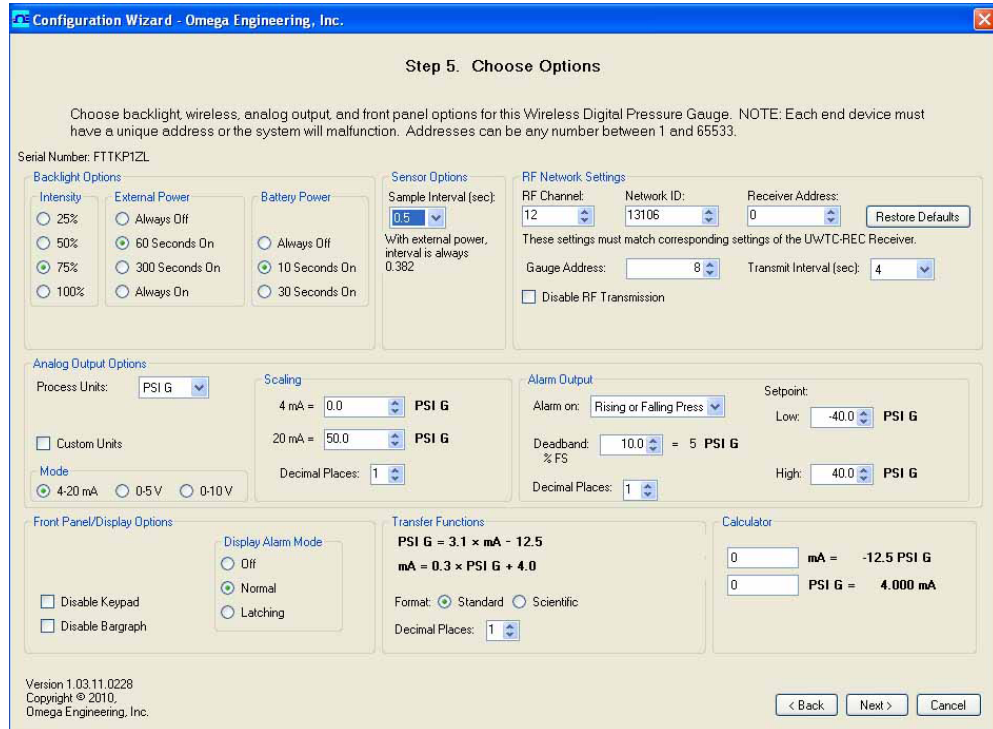 Configuration Wizard - Omega Engineering, Inc.
Step 5. Choose Options
Choose backlight, wireless, analog output, and front panel options for this Wireless Digital Pressure Gauge. NOTE: Each end device must
have a unique address or the system will malfunction. Addresses can be any number between 1 and 65533.
Serial Number: FTTKP1ZL
Backlight Options
Intensity
25%
50%
75%
100%
External Power
Always Off
60 Seconds On
300 Seconds On
Always On
Battery Power
Always Off
10 Seconds On
30 Seconds On
Sensor Options
Sample Interval (sec):
0.5
With external power,
interval is always
0.382
RF Network Settings
RF Channel: Network ID: Receiver Address:
12 13106 0 Restore Defaults
These settings must match corresponding settings of the UWTC-REC Receiver.
Gauge Address: 8 Transmit Interval (sec): 4
Disable RF Transmission
Analog Output Options
Process Units: PSI G
Custom Units
Mode
4-20 mA 0-5 V 0-10 V
Scaling
4 mA = 0.0 PSI G
20 mA = 50.0 PSI G
Decimal Places: 1
Alarm Output
Alarm on: Rising or Falling Press
Deadband: 10.0 = 5 PSI G
% FS
Decimal Places: 1
Setpoint:
Low: -40.0 PSI G
High: 40.0 PSI G
Front Panel/Display Options
Disable Keypad
Disable Bargraph
Display Alarm Mode
Off
Normal
Latching
Transfer Functions
PSI G = 3.1 × mA - 12.5
mA = 0.3 × PSI G + 4.0
Format: Standard Scientific
Decimal Places: 1
Calculator
0 mA = -12.5 PSI G
0 PSI G = 4.000 mA
Version 1.03.11.0228
Copyright © 2010,
Omega Engineering, Inc.
< Back Next > Cancel